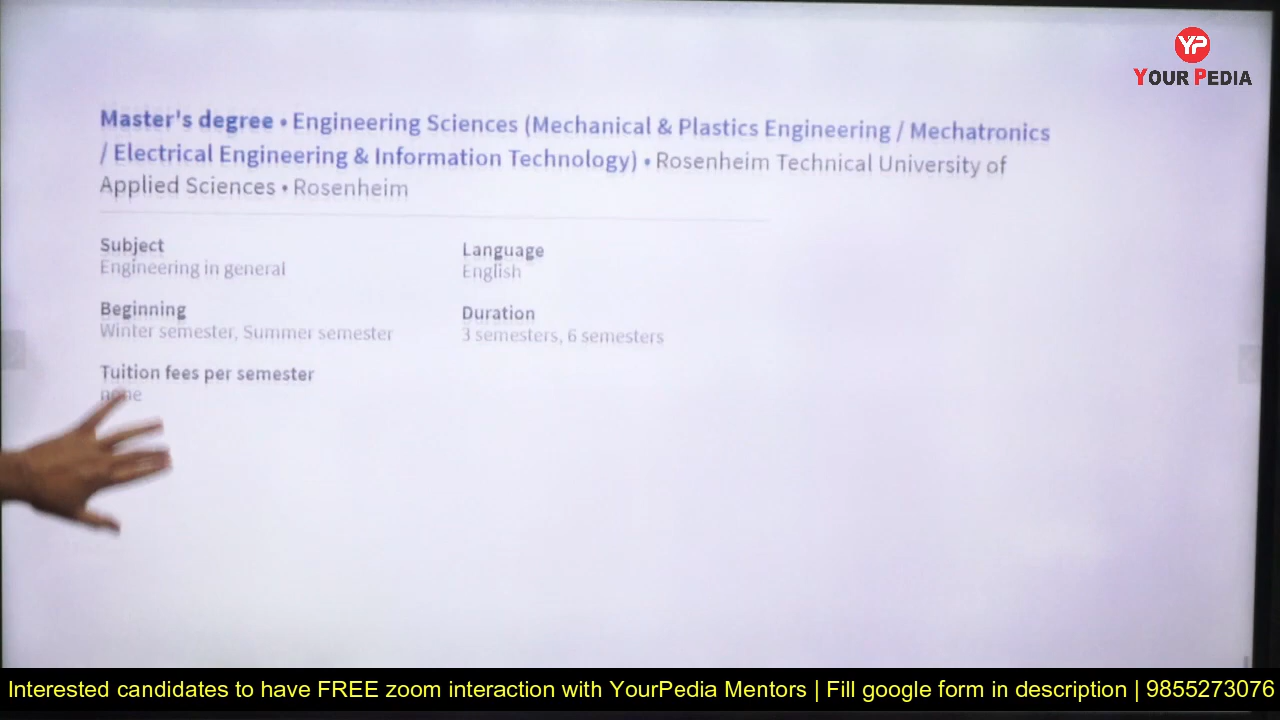 YP
YOUR PEDIA
Master's degree • Engineering Sciences (Mechanical & Plastics Engineering / Mechatronics
/ Electrical Engineering & Information Technology) • Rosenheim Technical University of
Applied Sciences • Rosenheim
Subject
Engineering in general
Language
English
Beginning
Winter semester, Summer semester
Duration
3 semesters, 6 semesters
Tuition fees per semester
none
Interested candidates to have FREE zoom interaction with YourPedia Mentors | Fill google form in description | 9855273076